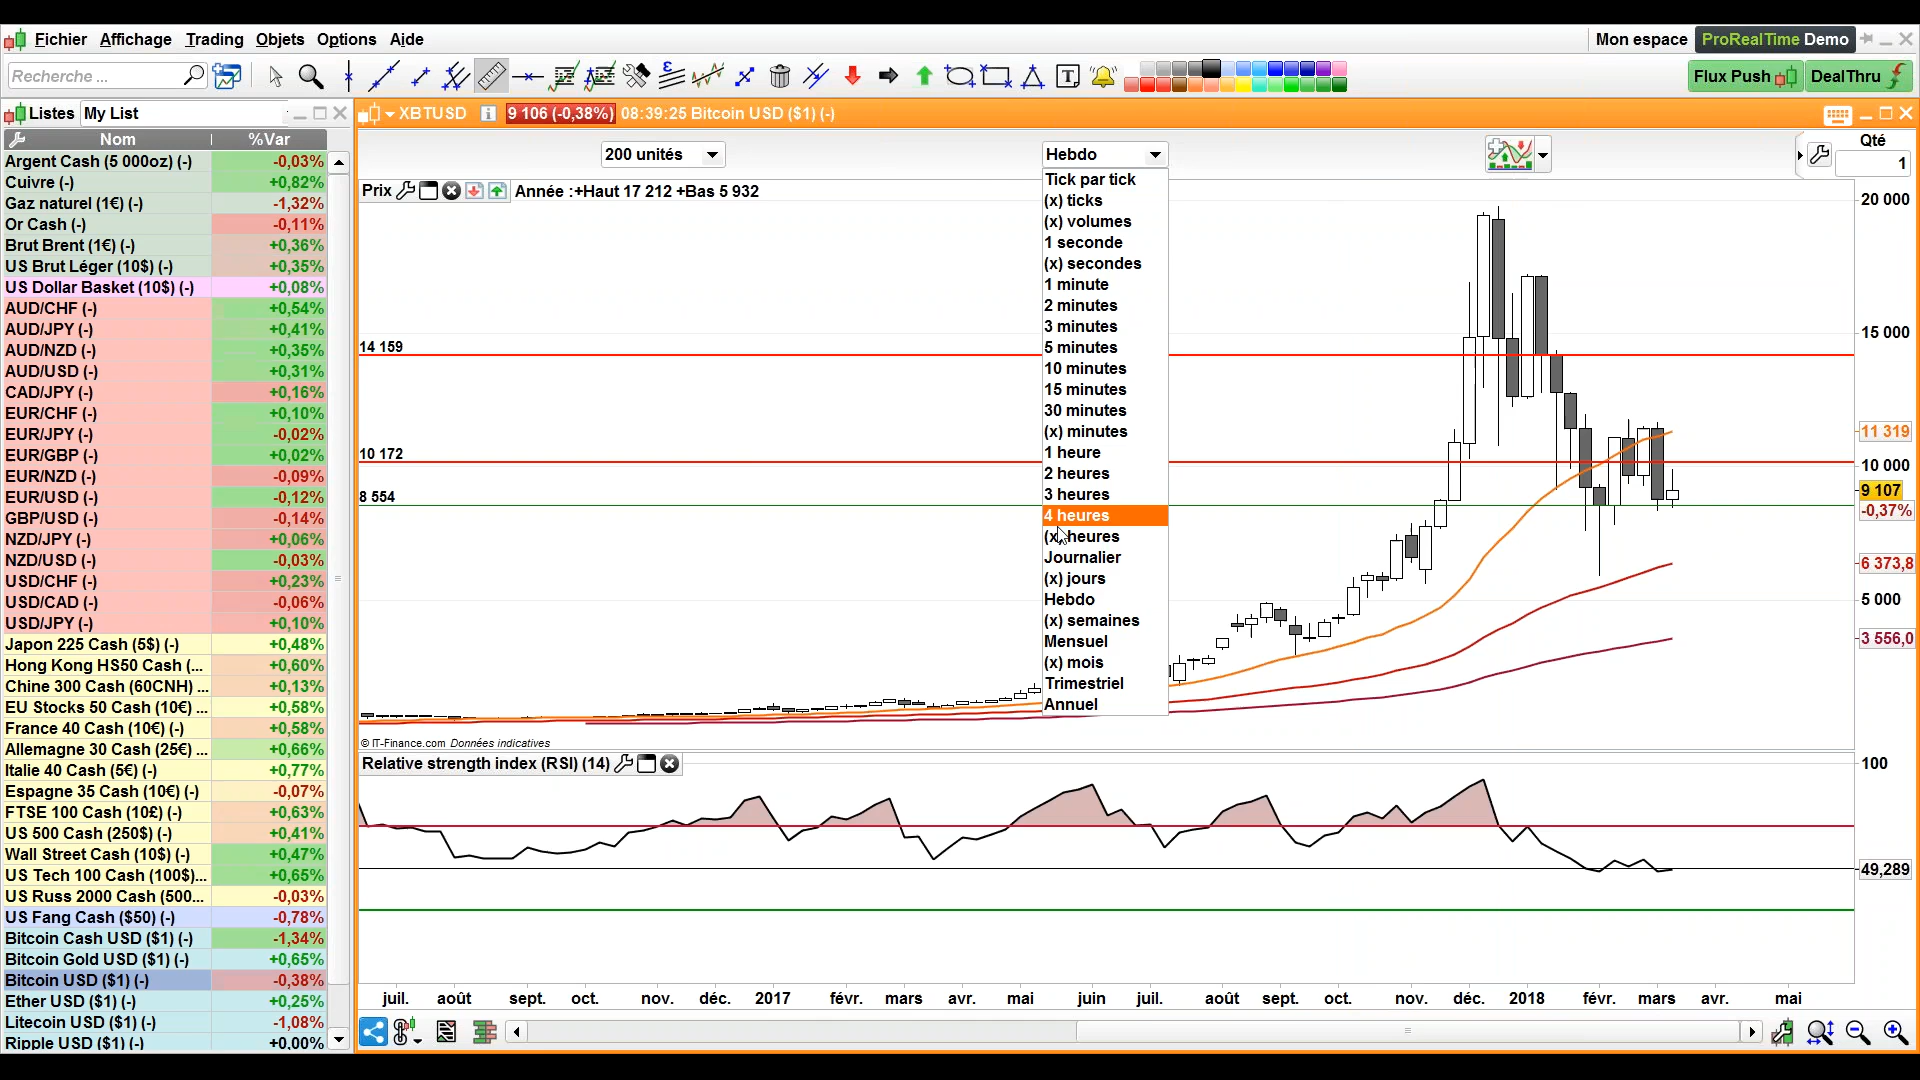 Fichier Affichage Trading Objets Options Aide
Mon espace ProRealTime Demo
Recherche ...
Flux Push DealThru
Listes My List
XBTUSD 9 106 (-0,38%) 08:39:25 Bitcoin USD ($1) (-)
Nom %Var
Argent Cash (5 000oz) (-) -0,03%
Cuivre (-) +0,82%
Gaz naturel (1€) (-) -1,32%
Or Cash (-) -0,11%
Brut Brent (1€) (-) +0,36%
US Brut Léger (10$) (-) +0,35%
US Dollar Basket (10$) (-) +0,08%
AUD/CHF (-) +0,54%
AUD/JPY (-) +0,41%
AUD/NZD (-) +0,35%
AUD/USD (-) +0,31%
CAD/JPY (-) +0,16%
EUR/CHF (-) +0,10%
EUR/JPY (-) -0,02%
EUR/GBP (-) +0,02%
EUR/NZD (-) -0,09%
EUR/USD (-) -0,12%
GBP/USD (-) -0,14%
NZD/JPY (-) +0,06%
NZD/USD (-) -0,03%
USD/CHF (-) +0,23%
USD/CAD (-) -0,06%
USD/JPY (-) +0,10%
Japon 225 Cash (5$) (-) +0,48%
Hong Kong HS50 Cash (... +0,60%
Chine 300 Cash (60CNH) ... +0,13%
EU Stocks 50 Cash (10€) ... +0,58%
France 40 Cash (10€) (-) +0,58%
Allemagne 30 Cash (25€) ... +0,66%
Italie 40 Cash (5€) (-) +0,77%
Espagne 35 Cash (10€) (-) -0,07%
FTSE 100 Cash (10£) (-) +0,63%
US 500 Cash (250$) (-) +0,41%
Wall Street Cash (10$) (-) +0,47%
US Tech 100 Cash (100$)... +0,65%
US Russ 2000 Cash (500... -0,03%
US Fang Cash ($50) (-) -0,78%
Bitcoin Cash USD ($1) (-) -1,34%
Bitcoin Gold USD ($1) (-) +0,65%
Bitcoin USD ($1) (-) -0,38%
Ether USD ($1) (-) +0,25%
Litecoin USD ($1) (-) -1,08%
Ripple USD ($1) (-) +0,00%
200 unités
Hebdo
Qté
1
Prix Année :+Haut 17 212 +Bas 5 932
Tick par tick
(x) ticks
(x) volumes
1 seconde
(x) secondes
1 minute
2 minutes
3 minutes
5 minutes
10 minutes
15 minutes
30 minutes
(x) minutes
1 heure
2 heures
3 heures
4 heures
(x) heures
Journalier
(x) jours
Hebdo
(x) semaines
Mensuel
(x) mois
Trimestriel
Annuel
14 159
10 172
8 554
20 000
15 000
11 319
10 000
9 107
-0,37%
6 373,8
5 000
3 556,0
© IT-Finance.com Données indicatives
Relative strength index (RSI) (14)
100
49,289
juil. août sept. oct. nov. déc. 2017 févr. mars avr. mai juin juil. août sept. oct. nov. déc. 2018 févr. mars avr. mai